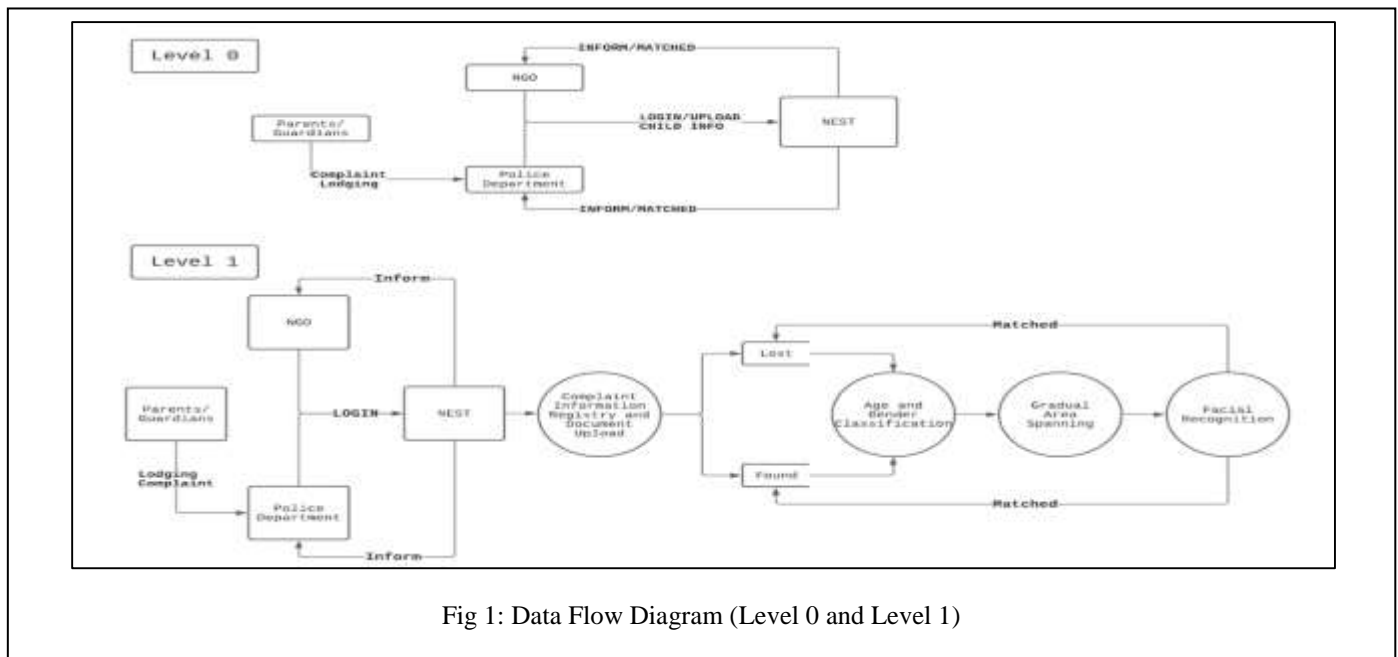 Level 0
INFORM/MATCHED
NGO
Parents/
Guardians
LOGIN/UPLOAD
CHILD INFO
NEST
Complaint
Lodging
Police
Department
INFORM/MATCHED
Level 1
Inform
NGO
Parents/
Guardians
LOGIN
NEST
Lodging
Complaint
Police
Department
Inform
Complaint
Information
Registry and
Document
Upload
Matched
Lost
Age and
Gender
Classification
Gradual
Area
Spanning
Facial
Recognition
Found
Matched
Fig 1: Data Flow Diagram (Level 0 and Level 1)